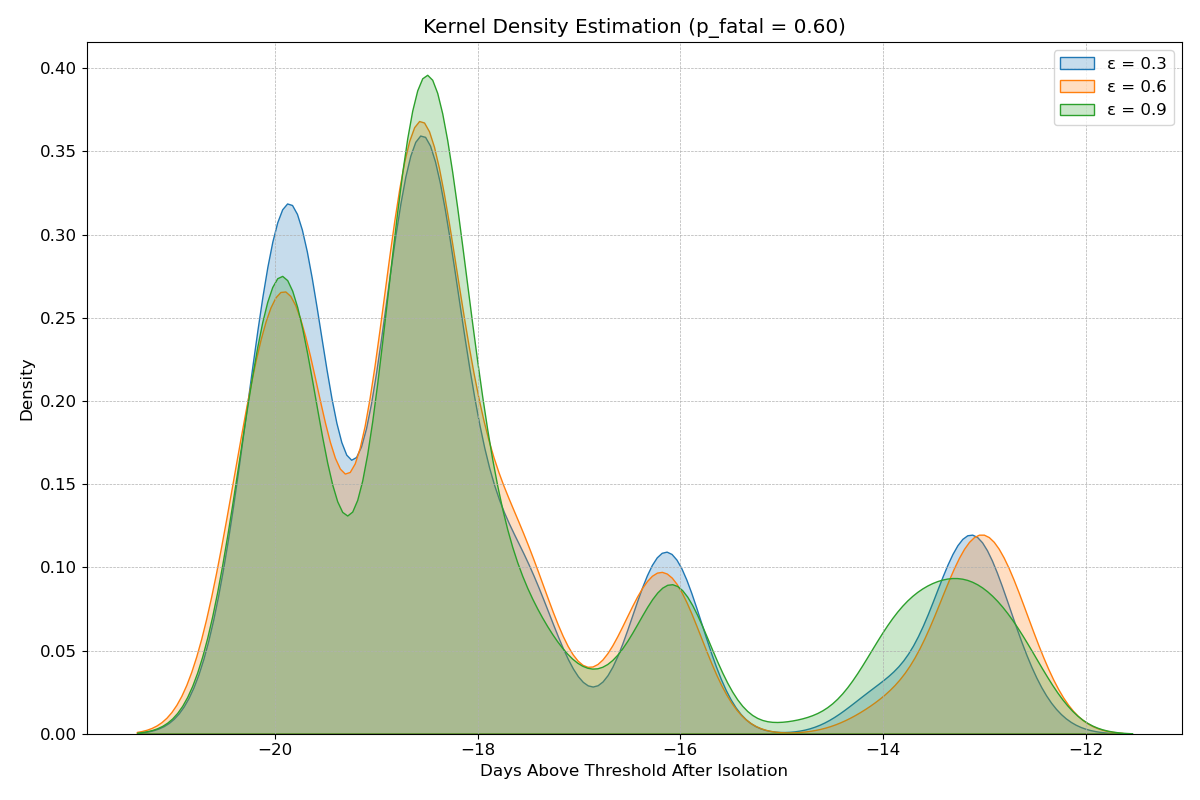 Kernel Density Estimation (p_fatal = 0.60)
ε = 0.3
ε = 0.6
ε = 0.9
0.40
0.35
0.30
0.25
0.20
0.15
0.10
0.05
0.00
Density
−20
−18
−16
−14
−12
Days Above Threshold After Isolation